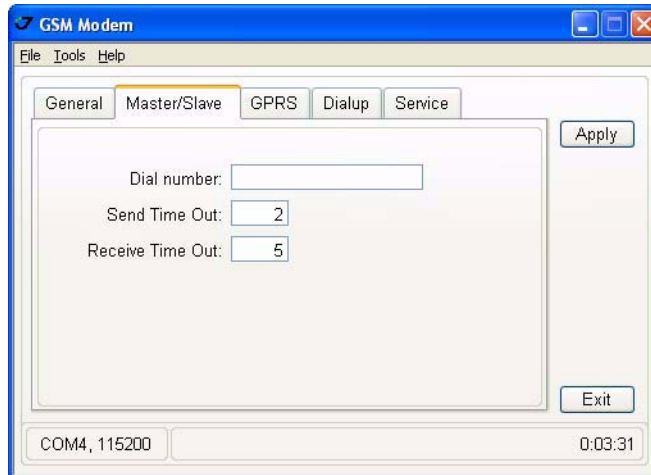 GSM Modem
File Tools Help
General Master/Slave GPRS Dialup Service
Apply
Dial number:
Send Time Out: 2
Receive Time Out: 5
Exit
COM4, 115200 0:03:31